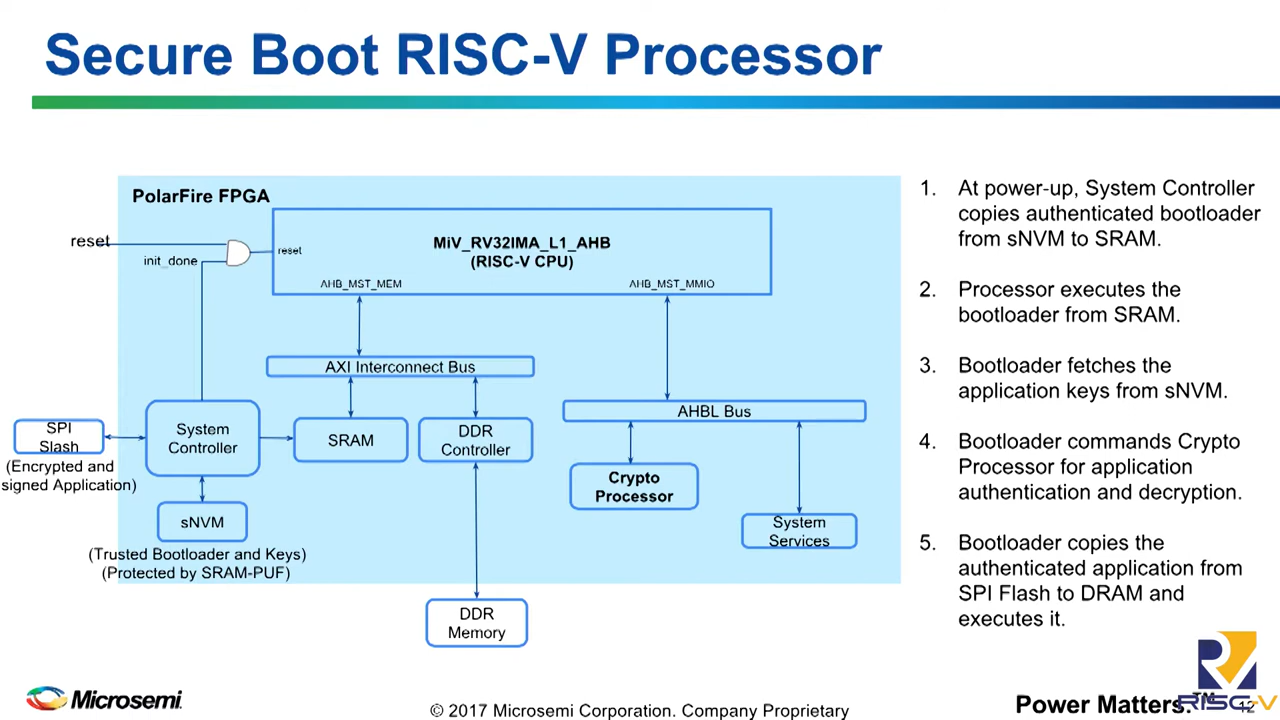 Secure Boot RISC-V Processor
PolarFire FPGA
reset
init_done
reset
MiV_RV32IMA_L1_AHB
(RISC-V CPU)
AHB_MST_MEM
AHB_MST_MMIO
AXI Interconnect Bus
AHBL Bus
SPI
Slash
(Encrypted and
signed Application)
System
Controller
SRAM
DDR
Controller
Crypto
Processor
System
Services
sNVM
(Trusted Bootloader and Keys)
(Protected by SRAM-PUF)
DDR
Memory
1. At power-up, System Controller
copies authenticated bootloader
from sNVM to SRAM.
2. Processor executes the
bootloader from SRAM.
3. Bootloader fetches the
application keys from sNVM.
4. Bootloader commands Crypto
Processor for application
authentication and decryption.
5. Bootloader copies the
authenticated application from
SPI Flash to DRAM and
executes it.
Microsemi.
© 2017 Microsemi Corporation. Company Proprietary
Power Matters.™
RISC-V
12